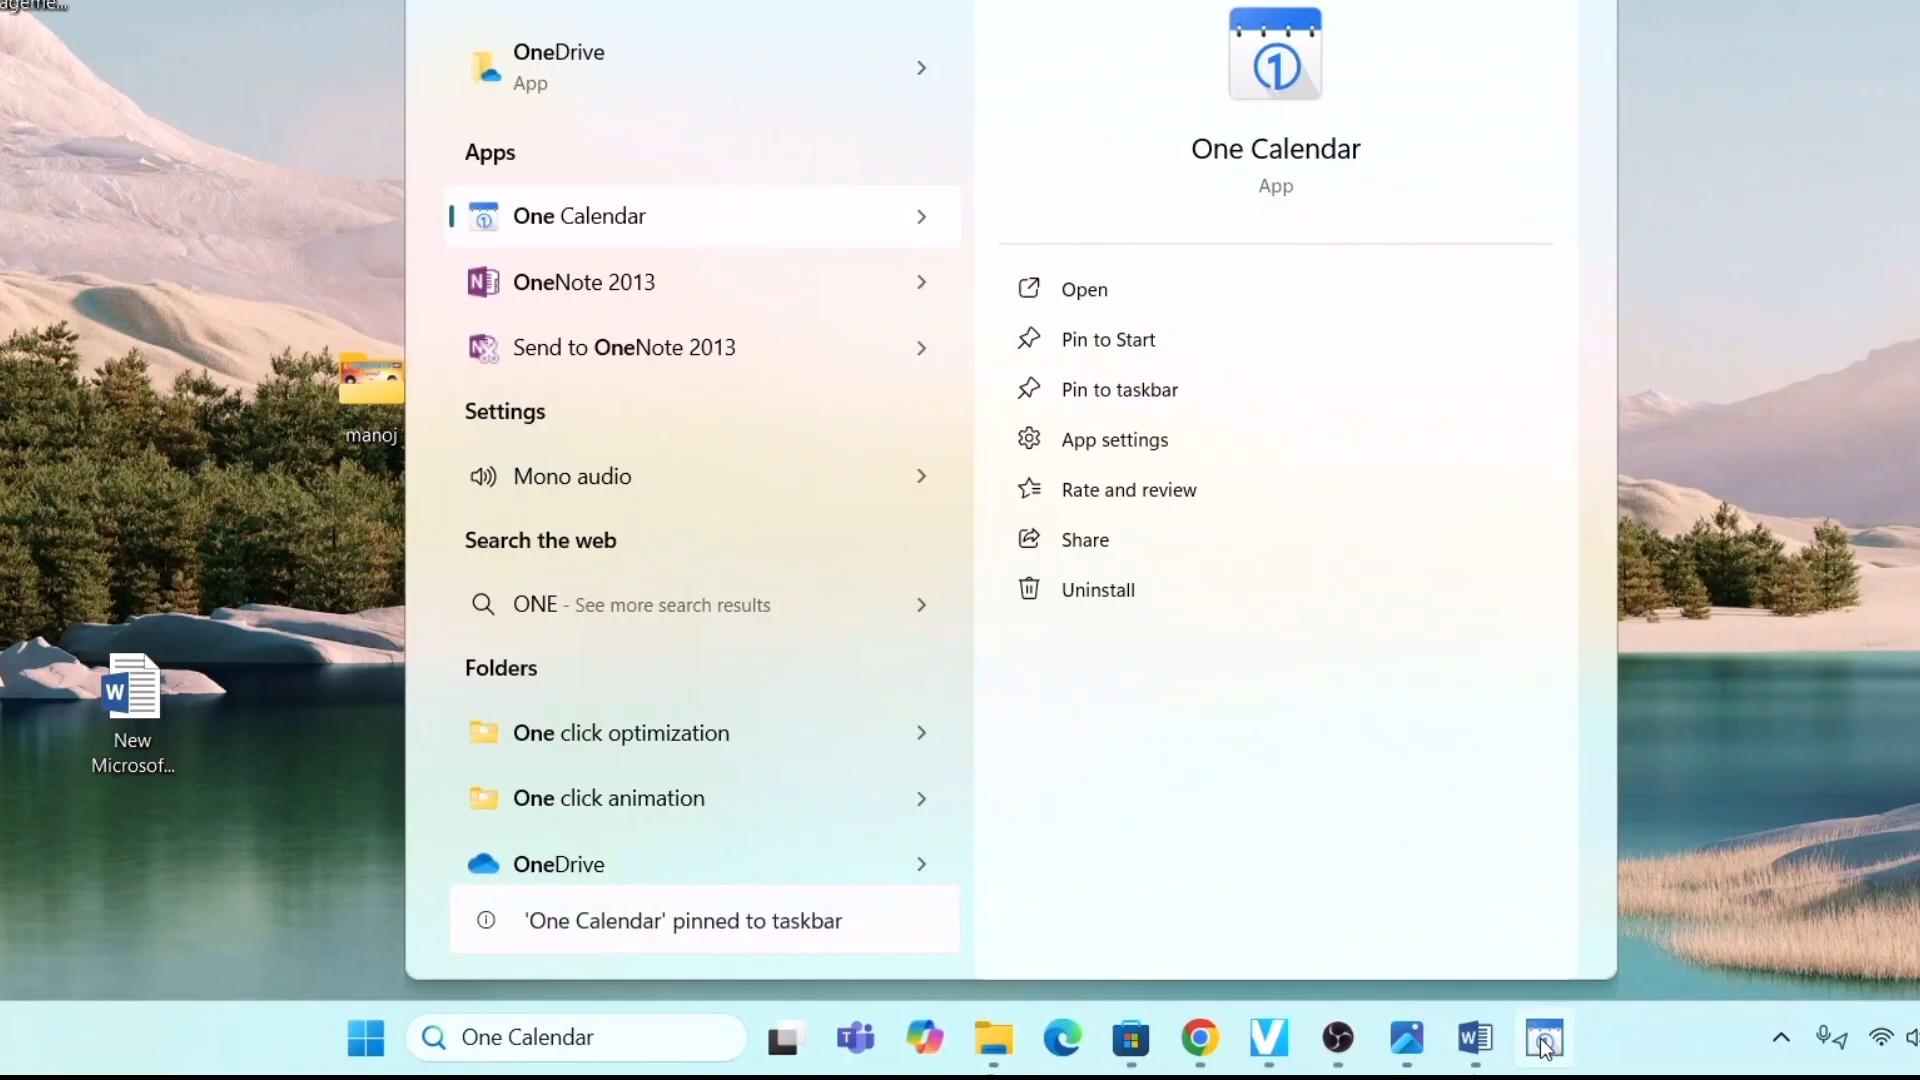 ageme...
OneDrive
App
Apps
One Calendar
OneNote 2013
Send to OneNote 2013
Settings
Mono audio
Search the web
ONE - See more search results
Folders
One click optimization
One click animation
OneDrive
'One Calendar' pinned to taskbar
One Calendar
App
Open
Pin to Start
Pin to taskbar
App settings
Rate and review
Share
Uninstall
manoj
New
Microsof...
One Calendar